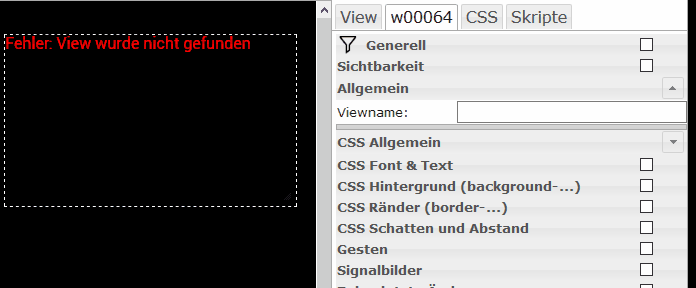 Fehler: View wurde nicht gefunden
View w00064 CSS Skripte
Generell
Sichtbarkeit
Allgemein
Viewname:
CSS Allgemein
CSS Font & Text
CSS Hintergrund (background-...)
CSS Ränder (border-...)
CSS Schatten und Abstand
Gesten
Signalbilder